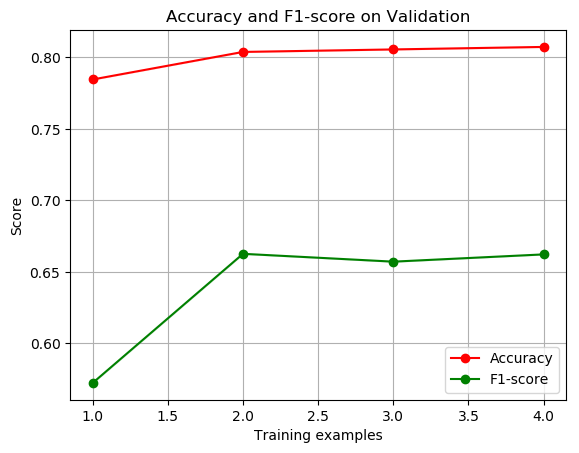 Accuracy and F1-score on Validation
0.80
0.75
0.70
0.65
0.60
Score
1.0 1.5 2.0 2.5 3.0 3.5 4.0
Training examples
Accuracy
F1-score